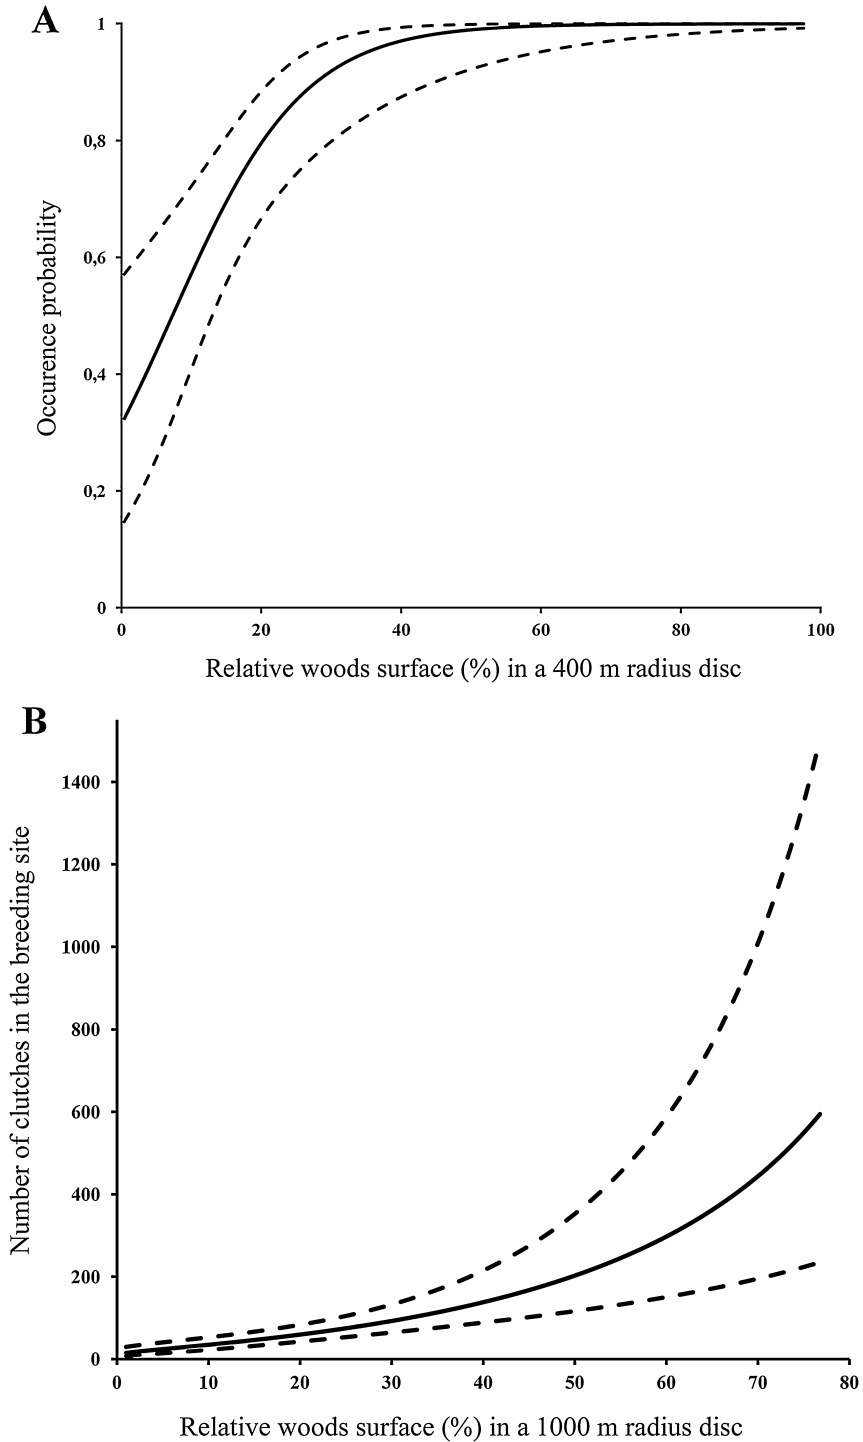 A
1
0,8
0,6
0,4
0,2
0
Occurence probability
0 20 40 60 80 100
Relative woods surface (%) in a 400 m radius disc
B
1400
1200
1000
800
600
400
200
0
Number of clutches in the breeding site
0 10 20 30 40 50 60 70 80
Relative woods surface (%) in a 1000 m radius disc